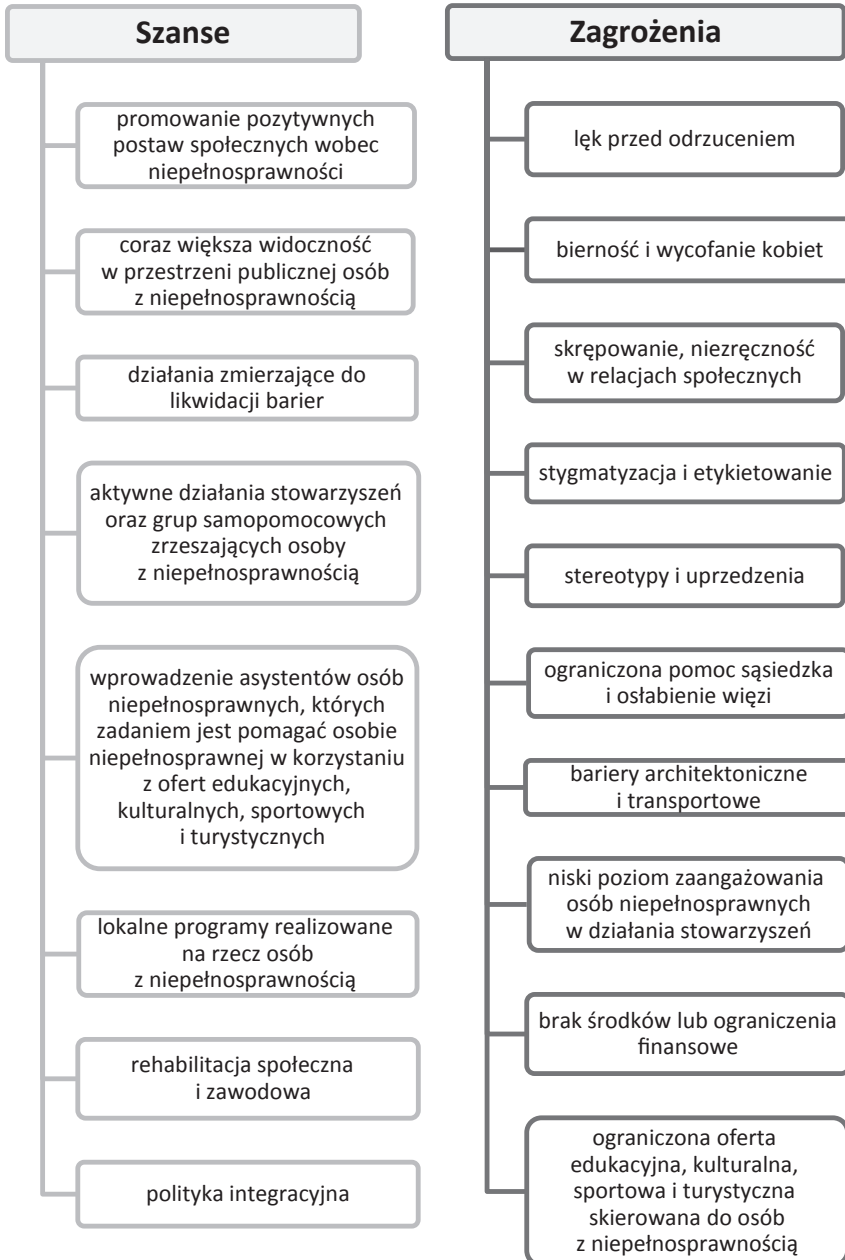 Szanse
promowanie pozytywnych
postaw społecznych wobec
niepełnosprawności
coraz większa widoczność
w przestrzeni publicznej osób
z niepełnosprawnością
działania zmierzające do
likwidacji barier
aktywne działania stowarzyszeń
oraz grup samopomocowych
zrzeszających osoby
z niepełnosprawnością
wprowadzenie asystentów osób
niepełnosprawnych, których
zadaniem jest pomagać osobie
niepełnosprawnej w korzystaniu
z ofert edukacyjnych,
kulturalnych, sportowych
i turystycznych
lokalne programy realizowane
na rzecz osób
z niepełnosprawnością
rehabilitacja społeczna
i zawodowa
polityka integracyjna
Zagrożenia
lęk przed odrzuceniem
bierność i wycofanie kobiet
skrępowanie, niezręczność
w relacjach społecznych
stygmatyzacja i etykietowanie
stereotypy i uprzedzenia
ograniczona pomoc sąsiedzka
i osłabienie więzi
bariery architektoniczne
i transportowe
niski poziom zaangażowania
osób niepełnosprawnych
w działania stowarzyszeń
brak środków lub ograniczenia
finansowe
ograniczona oferta
edukacyjna, kulturalna,
sportowa i turystyczna
skierowana do osób
z niepełnosprawnością